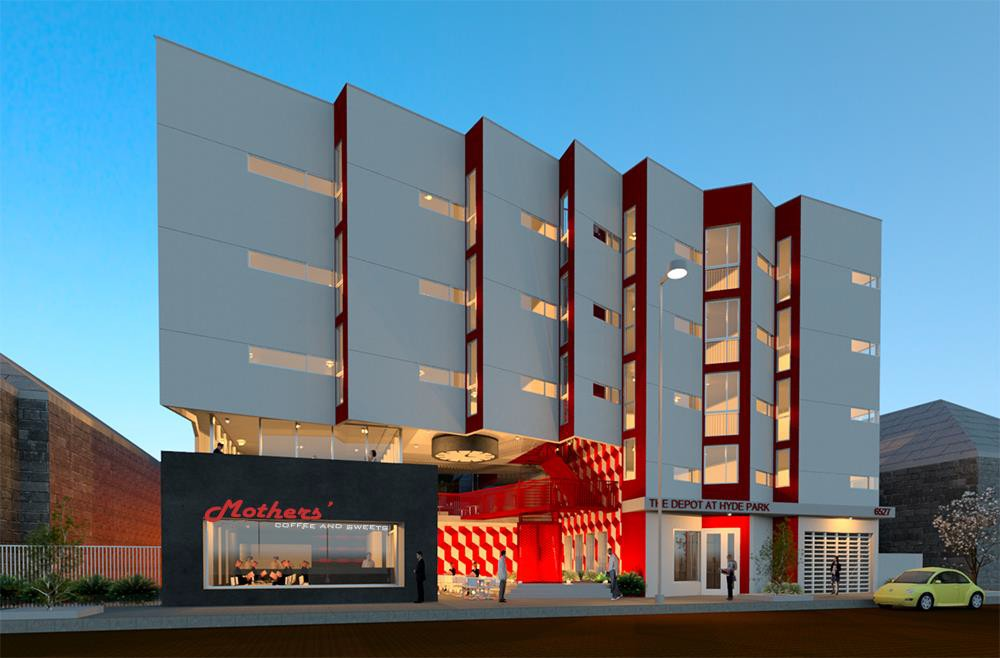 Mothers'
COFFEE AND SWEETS
THE DEPOT AT HYDE PARK
6527